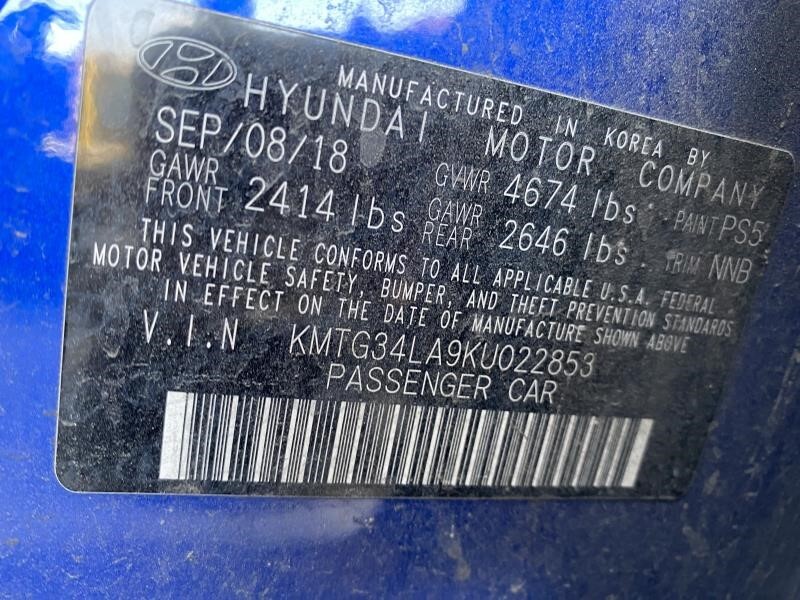 MANUFACTURED IN KOREA BY
HYUNDAI MOTOR COMPANY
SEP/08/18 GVWR 4674 lbs PAINT PS5
GAWR FRONT 2414 lbs GAWR REAR 2646 lbs TRIM NNB
THIS VEHICLE CONFORMS TO ALL APPLICABLE U.S.A. FEDERAL
MOTOR VEHICLE SAFETY, BUMPER, AND THEFT PREVENTION STANDARDS
IN EFFECT ON THE DATE OF MANUFACTURE SHOWN ABOVE
V.I.N KMTG34LA9KU022853
PASSENGER CAR